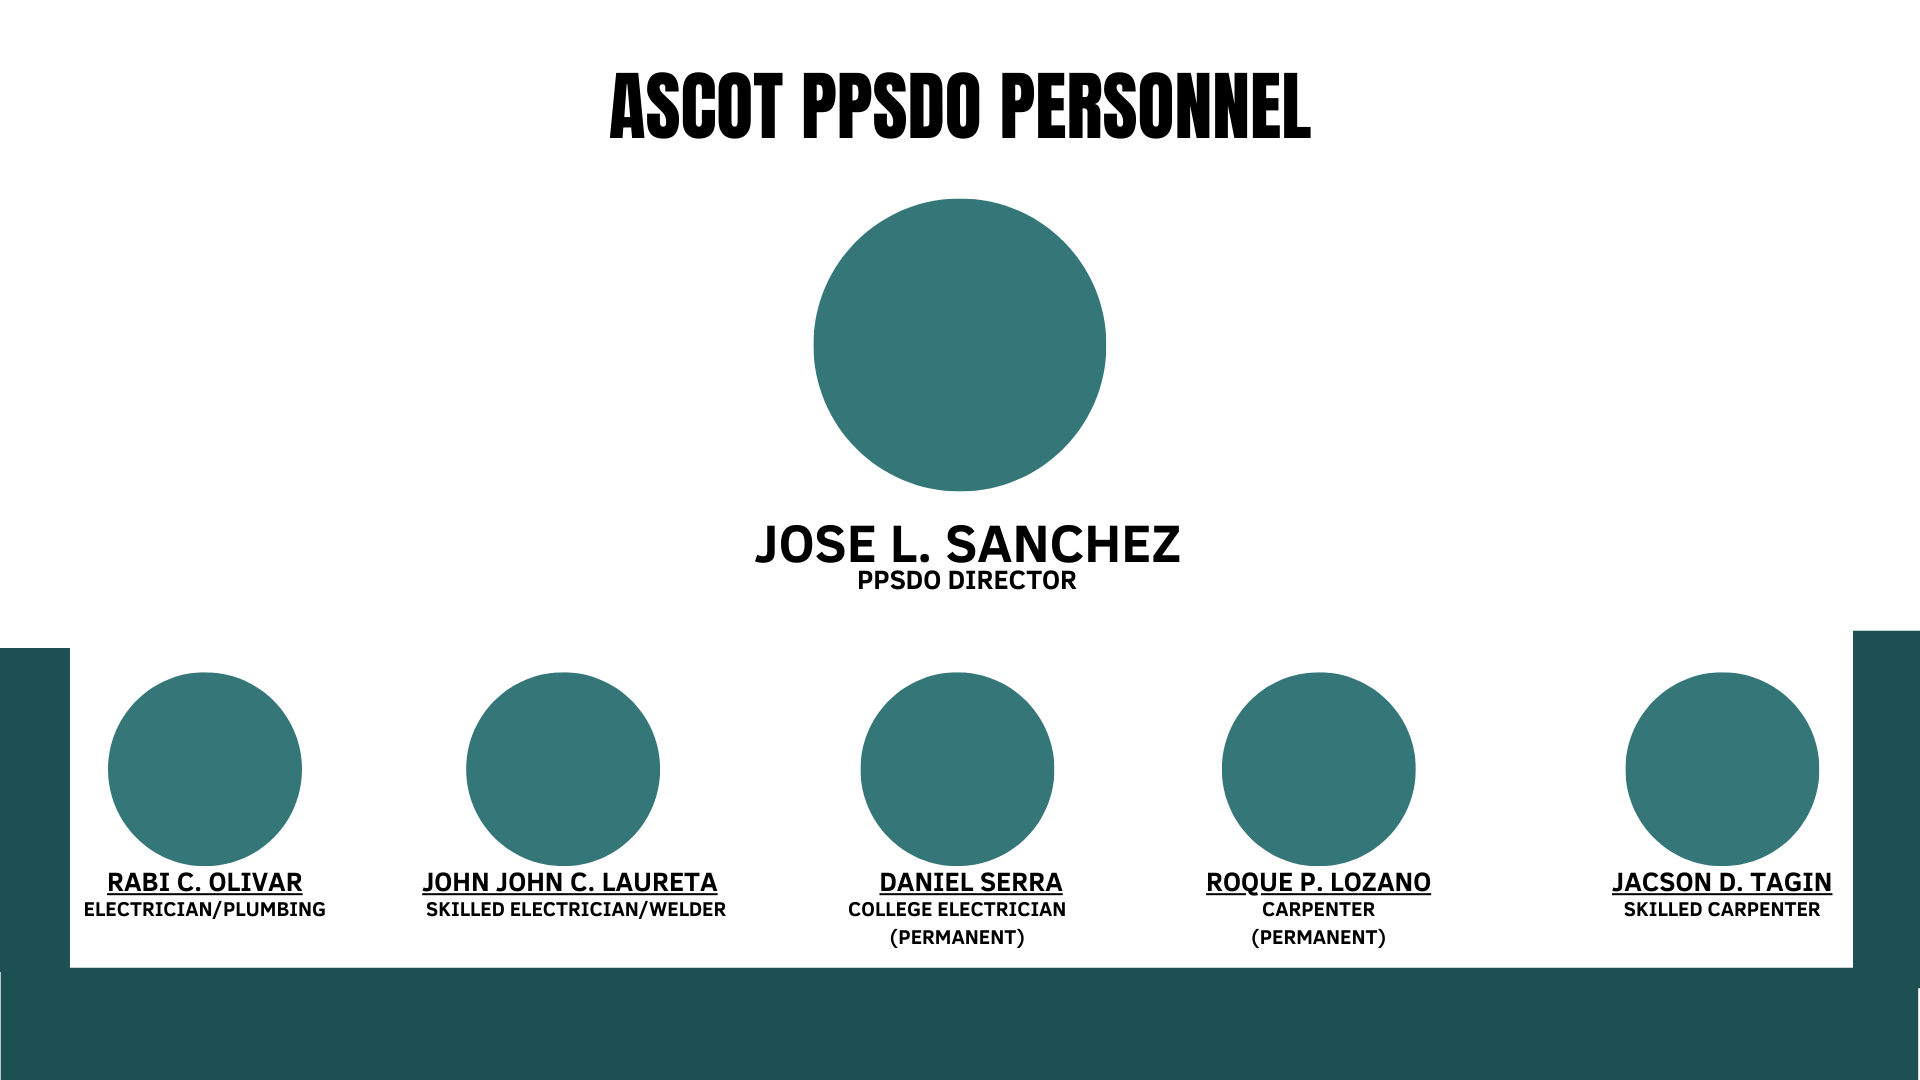 ASCOT PPSDO PERSONNEL
JOSE L. SANCHEZ
PPSDO DIRECTOR
RABI C. OLIVAR
ELECTRICIAN/PLUMBING
JOHN JOHN C. LAURETA
SKILLED ELECTRICIAN/WELDER
DANIEL SERRA
COLLEGE ELECTRICIAN
(PERMANENT)
ROQUE P. LOZANO
CARPENTER
(PERMANENT)
JACSON D. TAGIN
SKILLED CARPENTER